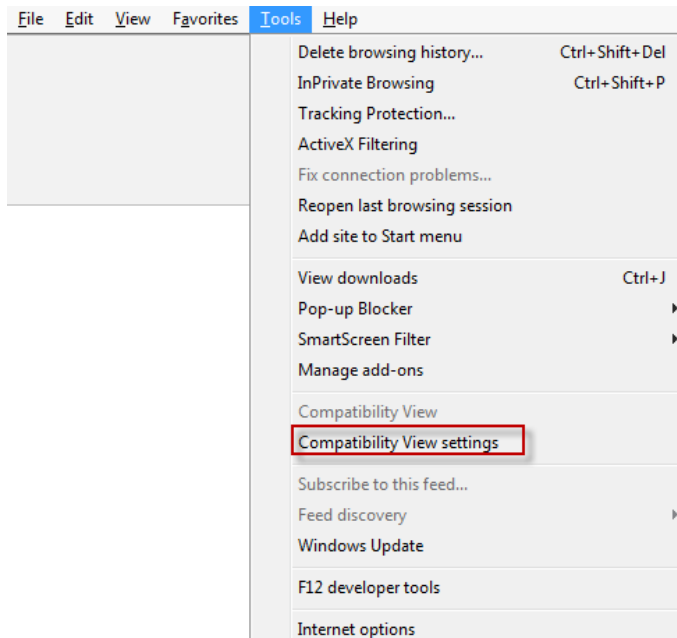 File Edit View Favorites Tools Help
Delete browsing history... Ctrl+Shift+Del
InPrivate Browsing Ctrl+Shift+P
Tracking Protection...
ActiveX Filtering
Fix connection problems...
Reopen last browsing session
Add site to Start menu
View downloads Ctrl+J
Pop-up Blocker
SmartScreen Filter
Manage add-ons
Compatibility View
Compatibility View settings
Subscribe to this feed...
Feed discovery
Windows Update
F12 developer tools
Internet options